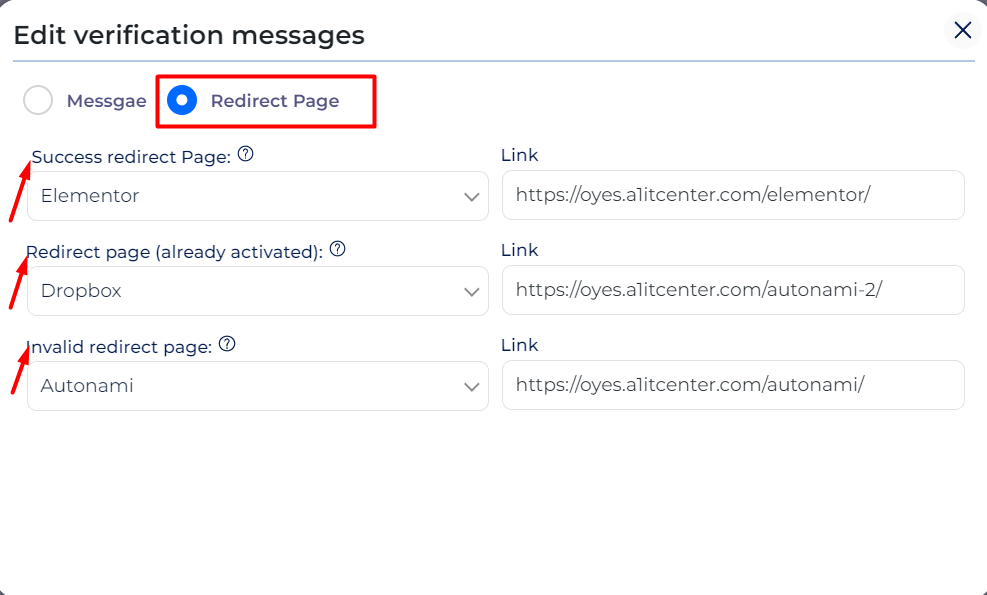 Edit verification messages
Messgae Redirect Page
Success redirect Page: Link
Elementor https://oyes.a1itcenter.com/elementor/
Redirect page (already activated): Link
Dropbox https://oyes.a1itcenter.com/autonami-2/
Invalid redirect page: Link
Autonami https://oyes.a1itcenter.com/autonami/